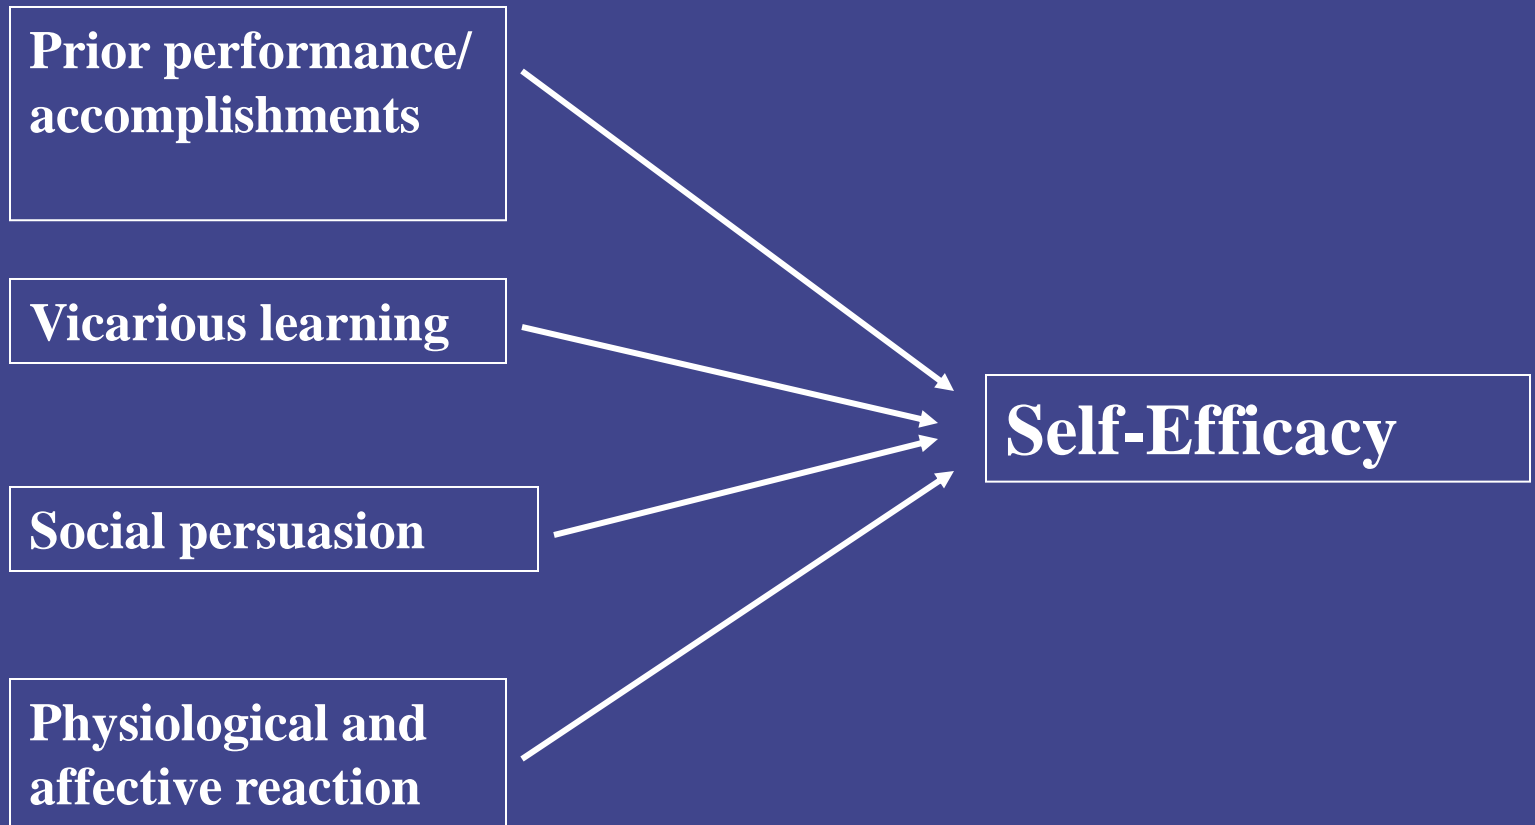 Prior performance/
accomplishments
Vicarious learning
Self-Efficacy
Social persuasion
Physiological and
affective reaction